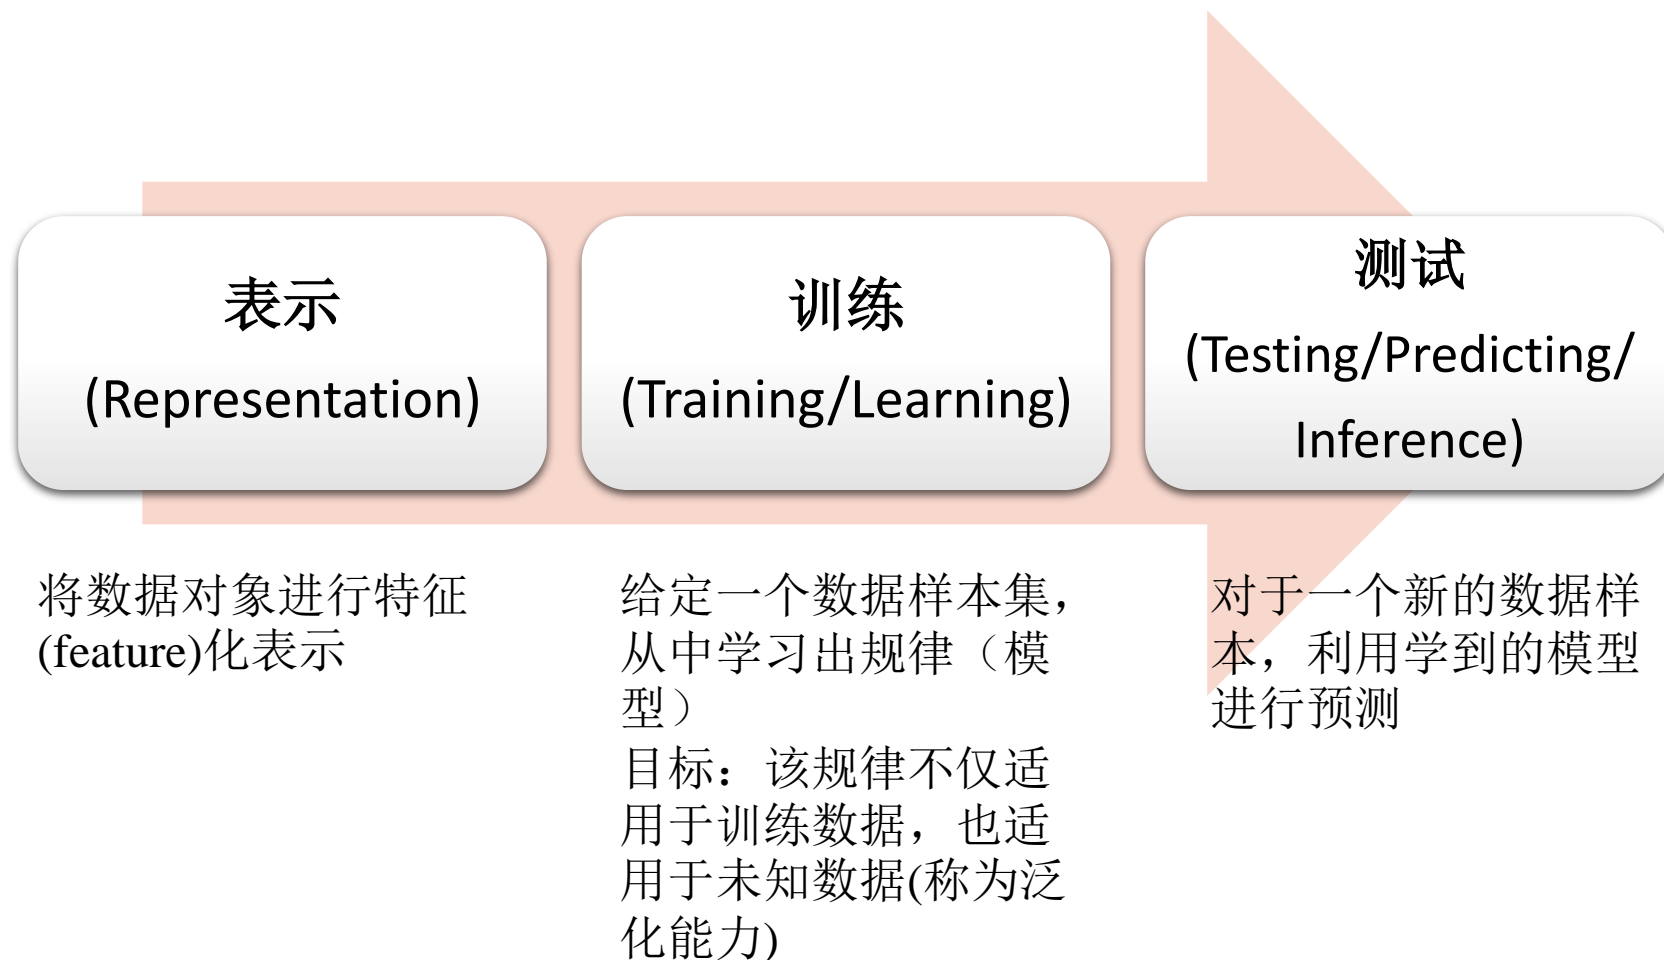 表示
(Representation)
训练
(Training/Learning)
测试
(Testing/Predicting/
Inference)
将数据对象进行特征
(feature)化表示
给定一个数据样本集，
从中学习出规律（模
型）
目标：该规律不仅适
用于训练数据，也适
用于未知数据(称为泛
化能力)
对于一个新的数据样
本，利用学到的模型
进行预测